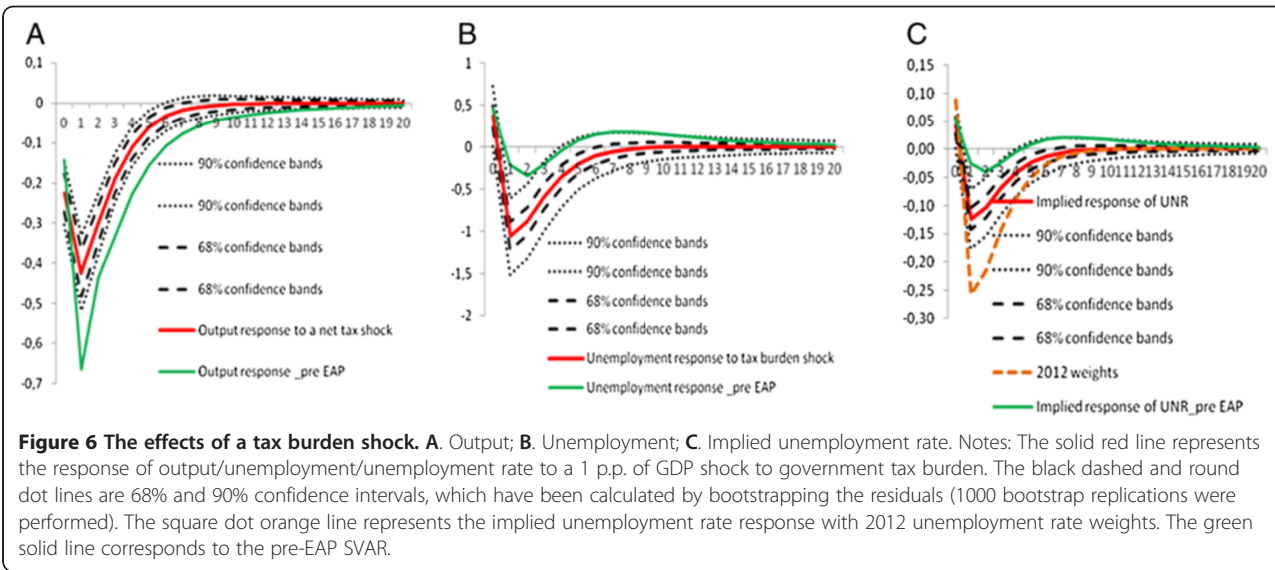 A
0,1
0
-0,1
-0,2
-0,3
-0,4
-0,5
-0,6
-0,7
0 1 2 3 4 5 6 7 8 9 10 11 12 13 14 15 16 17 18 19 20
90% confidence bands
90% confidence bands
68% confidence bands
68% confidence bands
Output response to a net tax shock
Output response _pre EAP
B
1
0,5
0
-0,5
-1
-1,5
-2
0 1 2 3 4 5 6 7 8 9 10 11 12 13 14 15 16 17 18 19 20
90% confidence bands
90% confidence bands
68% confidence bands
68% confidence bands
Unemployment response to tax burden shock
Unemployment response _pre EAP
C
0,15
0,10
0,05
0,00
-0,05
-0,10
-0,15
-0,20
-0,25
-0,30
0 1 2 3 4 5 6 7 8 9 1011121314151617181920
Implied response of UNR
90% confidence bands
90% confidence bands
68% confidence bands
68% confidence bands
2012 weights
Implied response of UNR_pre EAP
Figure 6 The effects of a tax burden shock. A. Output; B. Unemployment; C. Implied unemployment rate. Notes: The solid red line represents
the response of output/unemployment/unemployment rate to a 1 p.p. of GDP shock to government tax burden. The black dashed and round
dot lines are 68% and 90% confidence intervals, which have been calculated by bootstrapping the residuals (1000 bootstrap replications were
performed). The square dot orange line represents the implied unemployment rate response with 2012 unemployment rate weights. The green
solid line corresponds to the pre-EAP SVAR.